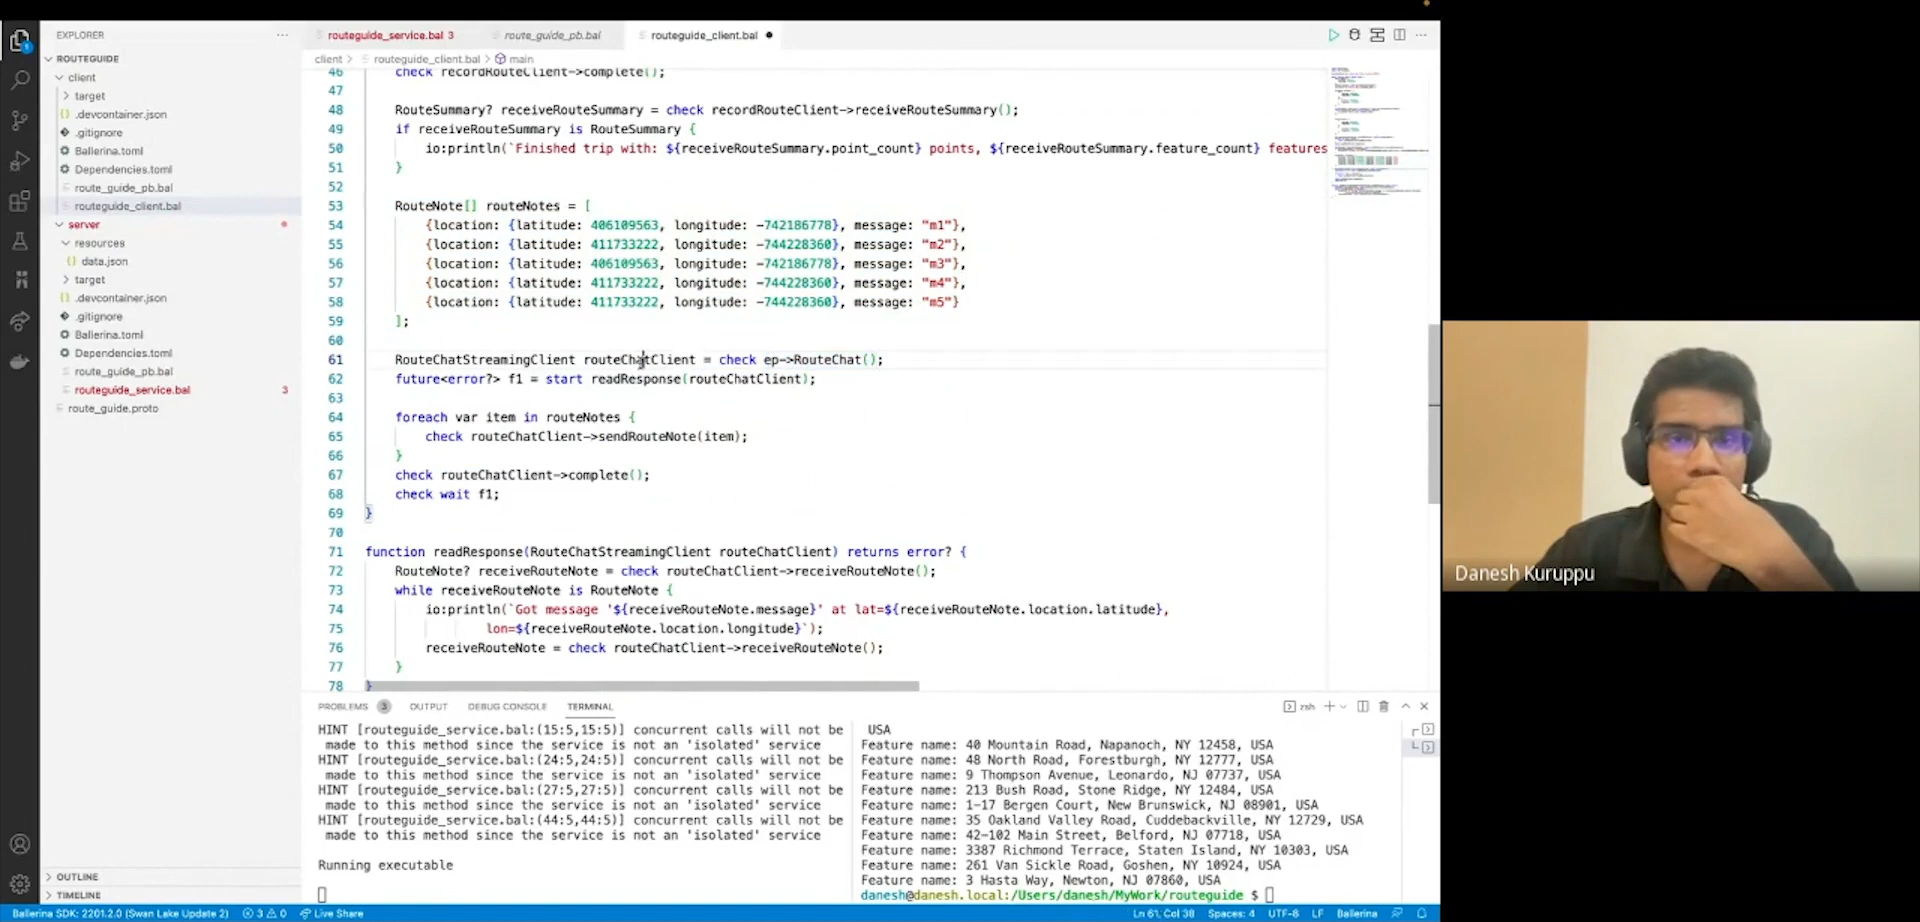 EXPLORER
ROUTEGUIDE
client
target
.devcontainer.json
.gitignore
Ballerina.toml
Dependencies.toml
route_guide_pb.bal
routeguide_client.bal
server
resources
data.json
target
.devcontainer.json
.gitignore
Ballerina.toml
Dependencies.toml
route_guide_pb.bal
routeguide_service.bal 3
route_guide.proto
OUTLINE
TIMELINE
routeguide_service.bal 3 route_guide_pb.bal routeguide_client.bal
client > routeguide_client.bal > main
46 check recordRouteClient->complete();
47
48 RouteSummary? receiveRouteSummary = check recordRouteClient->receiveRouteSummary();
49 if receiveRouteSummary is RouteSummary {
50 io:println(`Finished trip with: ${receiveRouteSummary.point_count} points, ${receiveRouteSummary.feature_count} features
51 }
52
53 RouteNote[] routeNotes = [
54 {location: {latitude: 406109563, longitude: -742186778}, message: "m1"},
55 {location: {latitude: 411733222, longitude: -744228360}, message: "m2"},
56 {location: {latitude: 406109563, longitude: -742186778}, message: "m3"},
57 {location: {latitude: 411733222, longitude: -744228360}, message: "m4"},
58 {location: {latitude: 411733222, longitude: -744228360}, message: "m5"}
59 ];
60
61 RouteChatStreamingClient routeChatClient = check ep->RouteChat();
62 future<error?> f1 = start readResponse(routeChatClient);
63
64 foreach var item in routeNotes {
65 check routeChatClient->sendRouteNote(item);
66 }
67 check routeChatClient->complete();
68 check wait f1;
69 }
70
71 function readResponse(RouteChatStreamingClient routeChatClient) returns error? {
72 RouteNote? receiveRouteNote = check routeChatClient->receiveRouteNote();
73 while receiveRouteNote is RouteNote {
74 io:println(`Got message '${receiveRouteNote.message}' at lat=${receiveRouteNote.location.latitude},
75 lon=${receiveRouteNote.location.longitude}`);
76 receiveRouteNote = check routeChatClient->receiveRouteNote();
77 }
78 }
PROBLEMS 3 OUTPUT DEBUG CONSOLE TERMINAL zsh
HINT [routeguide_service.bal:(15:5,15:5)] concurrent calls will not be
made to this method since the service is not an 'isolated' service
HINT [routeguide_service.bal:(24:5,24:5)] concurrent calls will not be
made to this method since the service is not an 'isolated' service
HINT [routeguide_service.bal:(27:5,27:5)] concurrent calls will not be
made to this method since the service is not an 'isolated' service
HINT [routeguide_service.bal:(44:5,44:5)] concurrent calls will not be
made to this method since the service is not an 'isolated' service
Running executable
USA
Feature name: 40 Mountain Road, Napanoch, NY 12458, USA
Feature name: 48 North Road, Forestburgh, NY 12777, USA
Feature name: 9 Thompson Avenue, Leonardo, NJ 07737, USA
Feature name: 213 Bush Road, Stone Ridge, NY 12484, USA
Feature name: 1-17 Bergen Court, New Brunswick, NJ 08901, USA
Feature name: 35 Oakland Valley Road, Cuddebackville, NY 12729, USA
Feature name: 42-102 Main Street, Belford, NJ 07718, USA
Feature name: 3387 Richmond Terrace, Staten Island, NY 10303, USA
Feature name: 261 Van Sickle Road, Goshen, NY 10924, USA
Feature name: 3 Hasta Way, Newton, NJ 07860, USA
danesh@danesh.local:/Users/danesh/MyWork/routeguide $
Ballerina SDK: 2201.2.0 (Swan Lake Update 2) 3 0 Live Share Ln 61, Col 38 Spaces: 4 UTF-8 LF Ballerina
Danesh Kuruppu